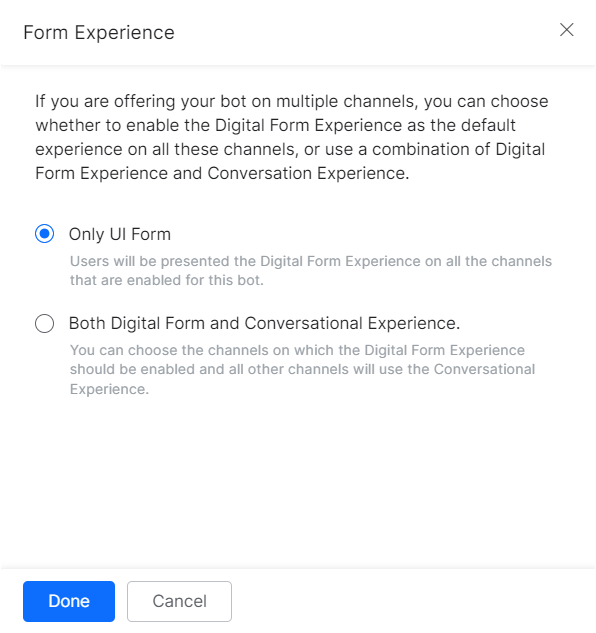 Form Experience
If you are offering your bot on multiple channels, you can choose
whether to enable the Digital Form Experience as the default
experience on all these channels, or use a combination of Digital
Form Experience and Conversation Experience.
Only UI Form
Users will be presented the Digital Form Experience on all the channels
that are enabled for this bot.
Both Digital Form and Conversational Experience.
You can choose the channels on which the Digital Form Experience
should be enabled and all other channels will use the Conversational
Experience.
Done
Cancel